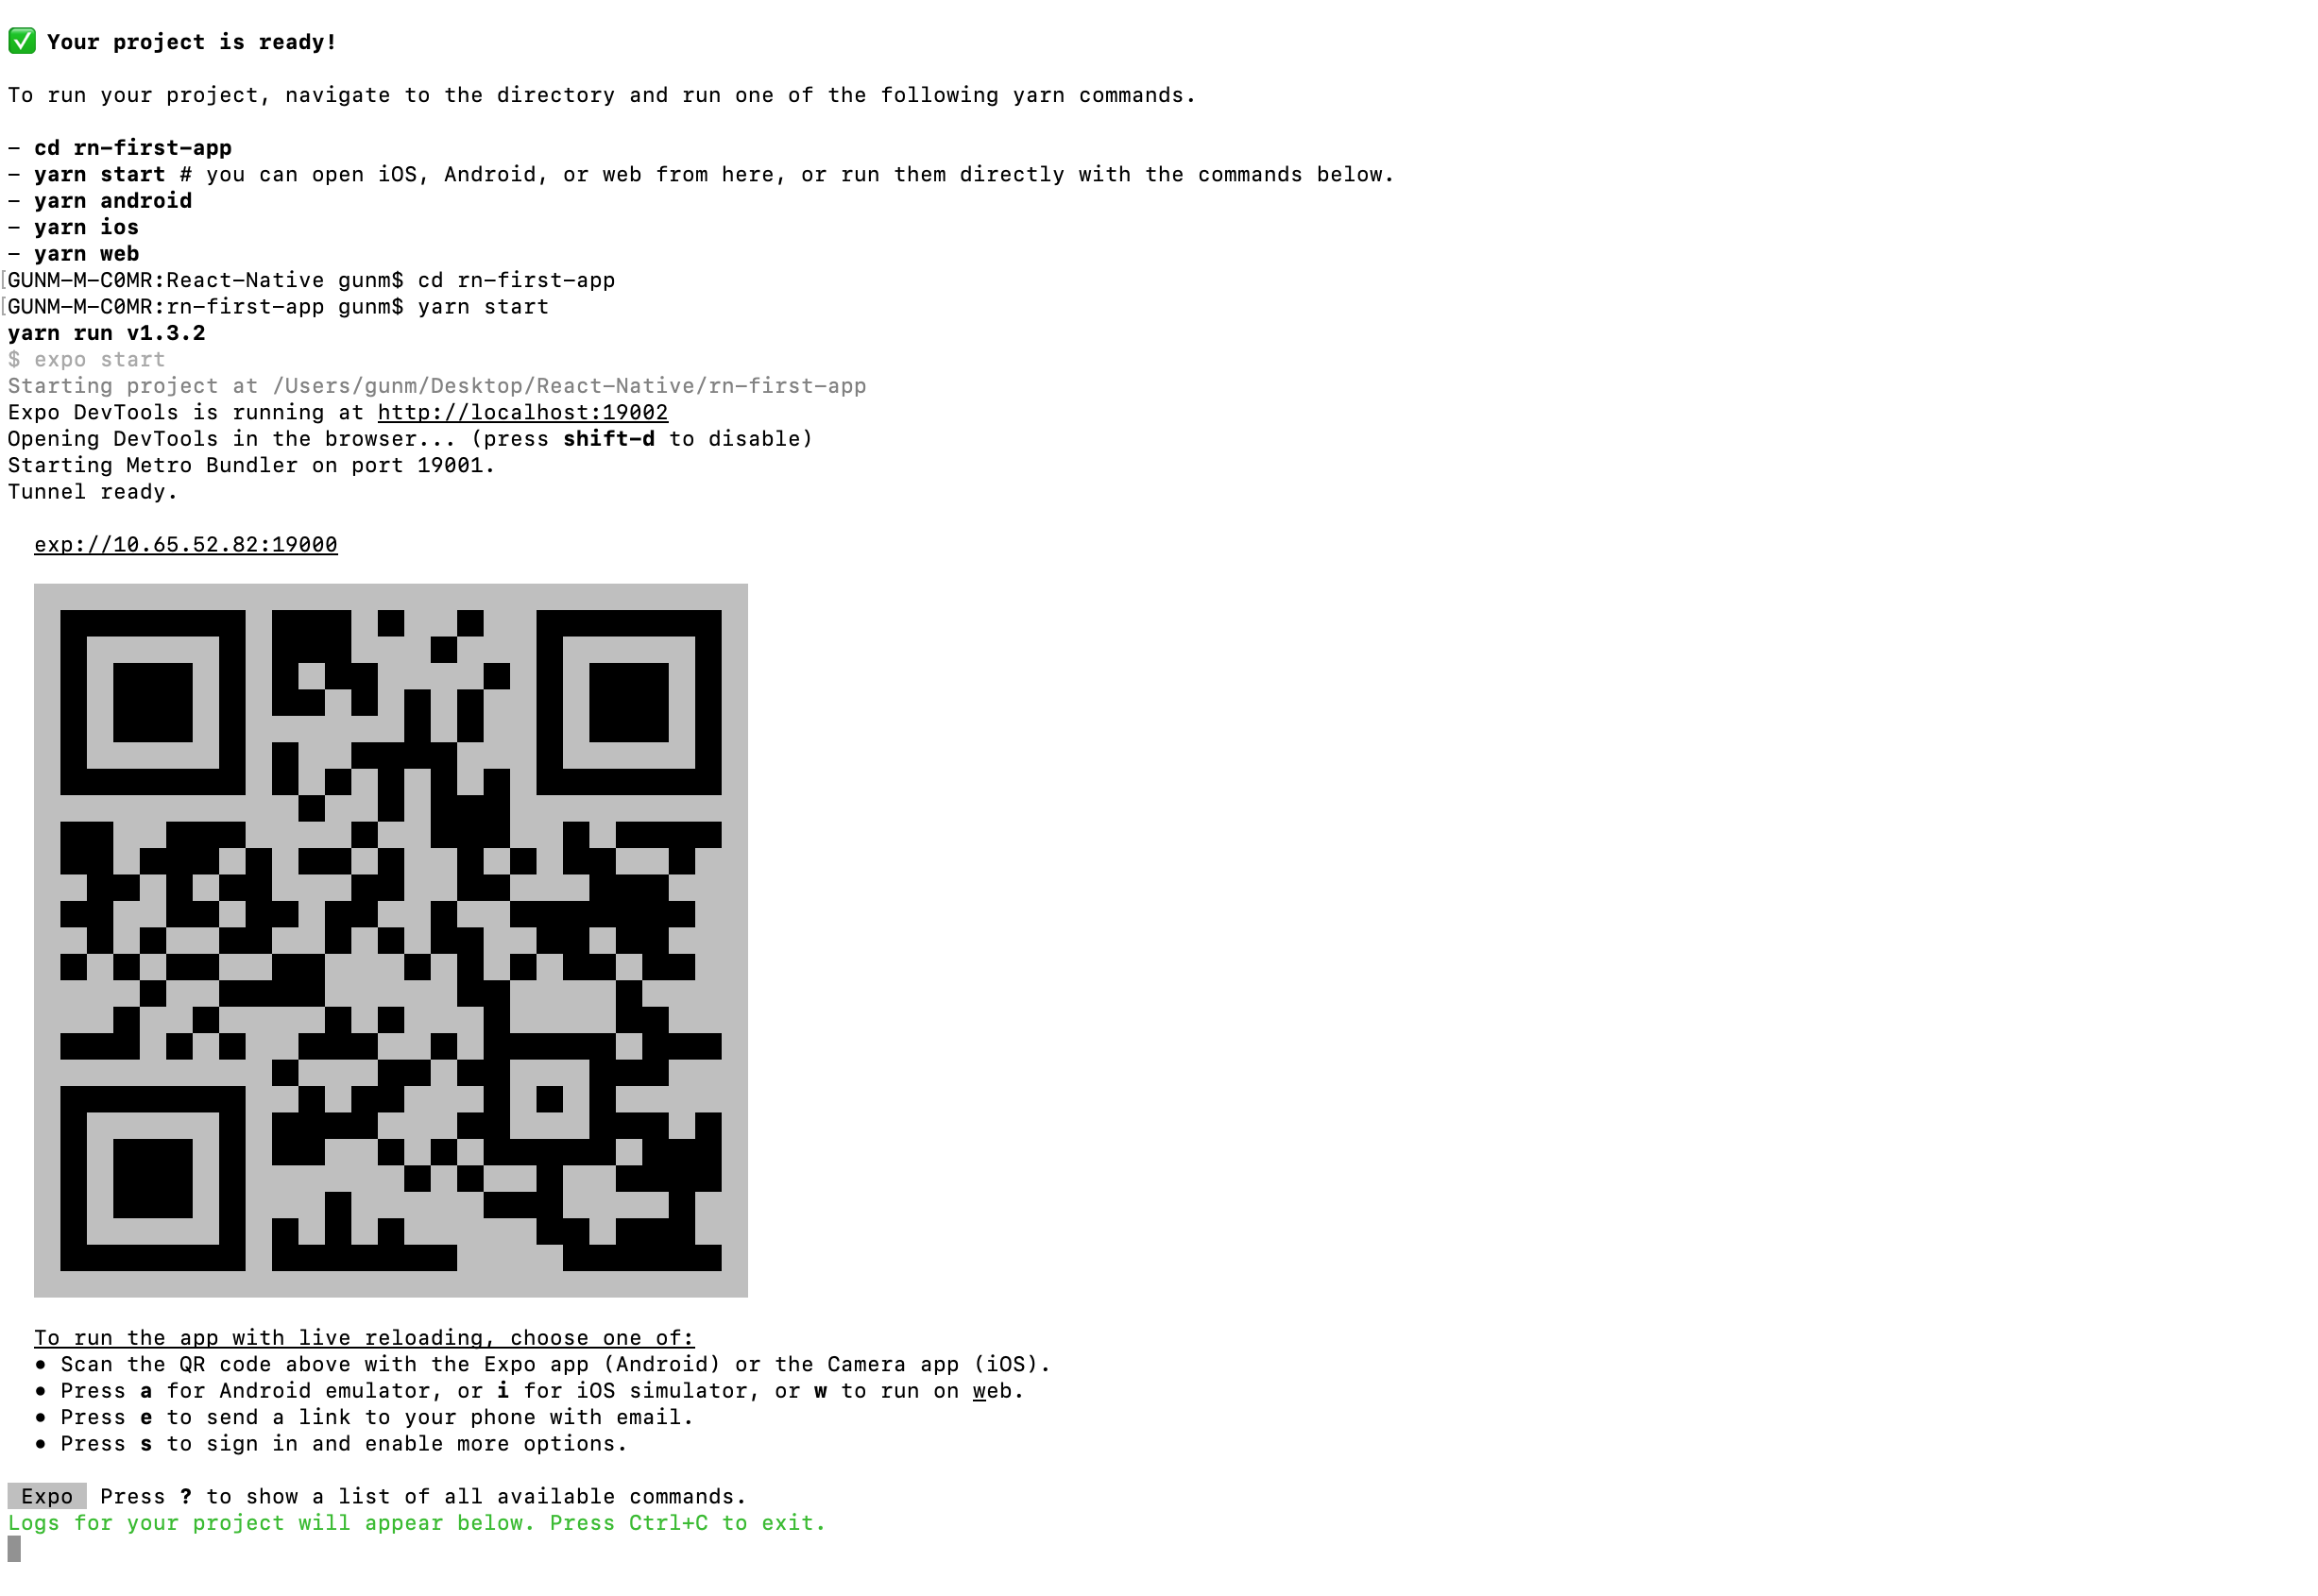 ✅ Your project is ready!
To run your project, navigate to the directory and run one of the following yarn commands.
- cd rn-first-app
- yarn start # you can open iOS, Android, or web from here, or run them directly with the commands below.
- yarn android
- yarn ios
- yarn web
[GUNM-M-C0MR:React-Native gunm$ cd rn-first-app
[GUNM-M-C0MR:rn-first-app gunm$ yarn start
yarn run v1.3.2
$ expo start
Starting project at /Users/gunm/Desktop/React-Native/rn-first-app
Expo DevTools is running at http://localhost:19002
Opening DevTools in the browser... (press shift-d to disable)
Starting Metro Bundler on port 19001.
Tunnel ready.
exp://10.65.52.82:19000
To run the app with live reloading, choose one of:
• Scan the QR code above with the Expo app (Android) or the Camera app (iOS).
• Press a for Android emulator, or i for iOS simulator, or w to run on web.
• Press e to send a link to your phone with email.
• Press s to sign in and enable more options.
Expo Press ? to show a list of all available commands.
Logs for your project will appear below. Press Ctrl+C to exit.